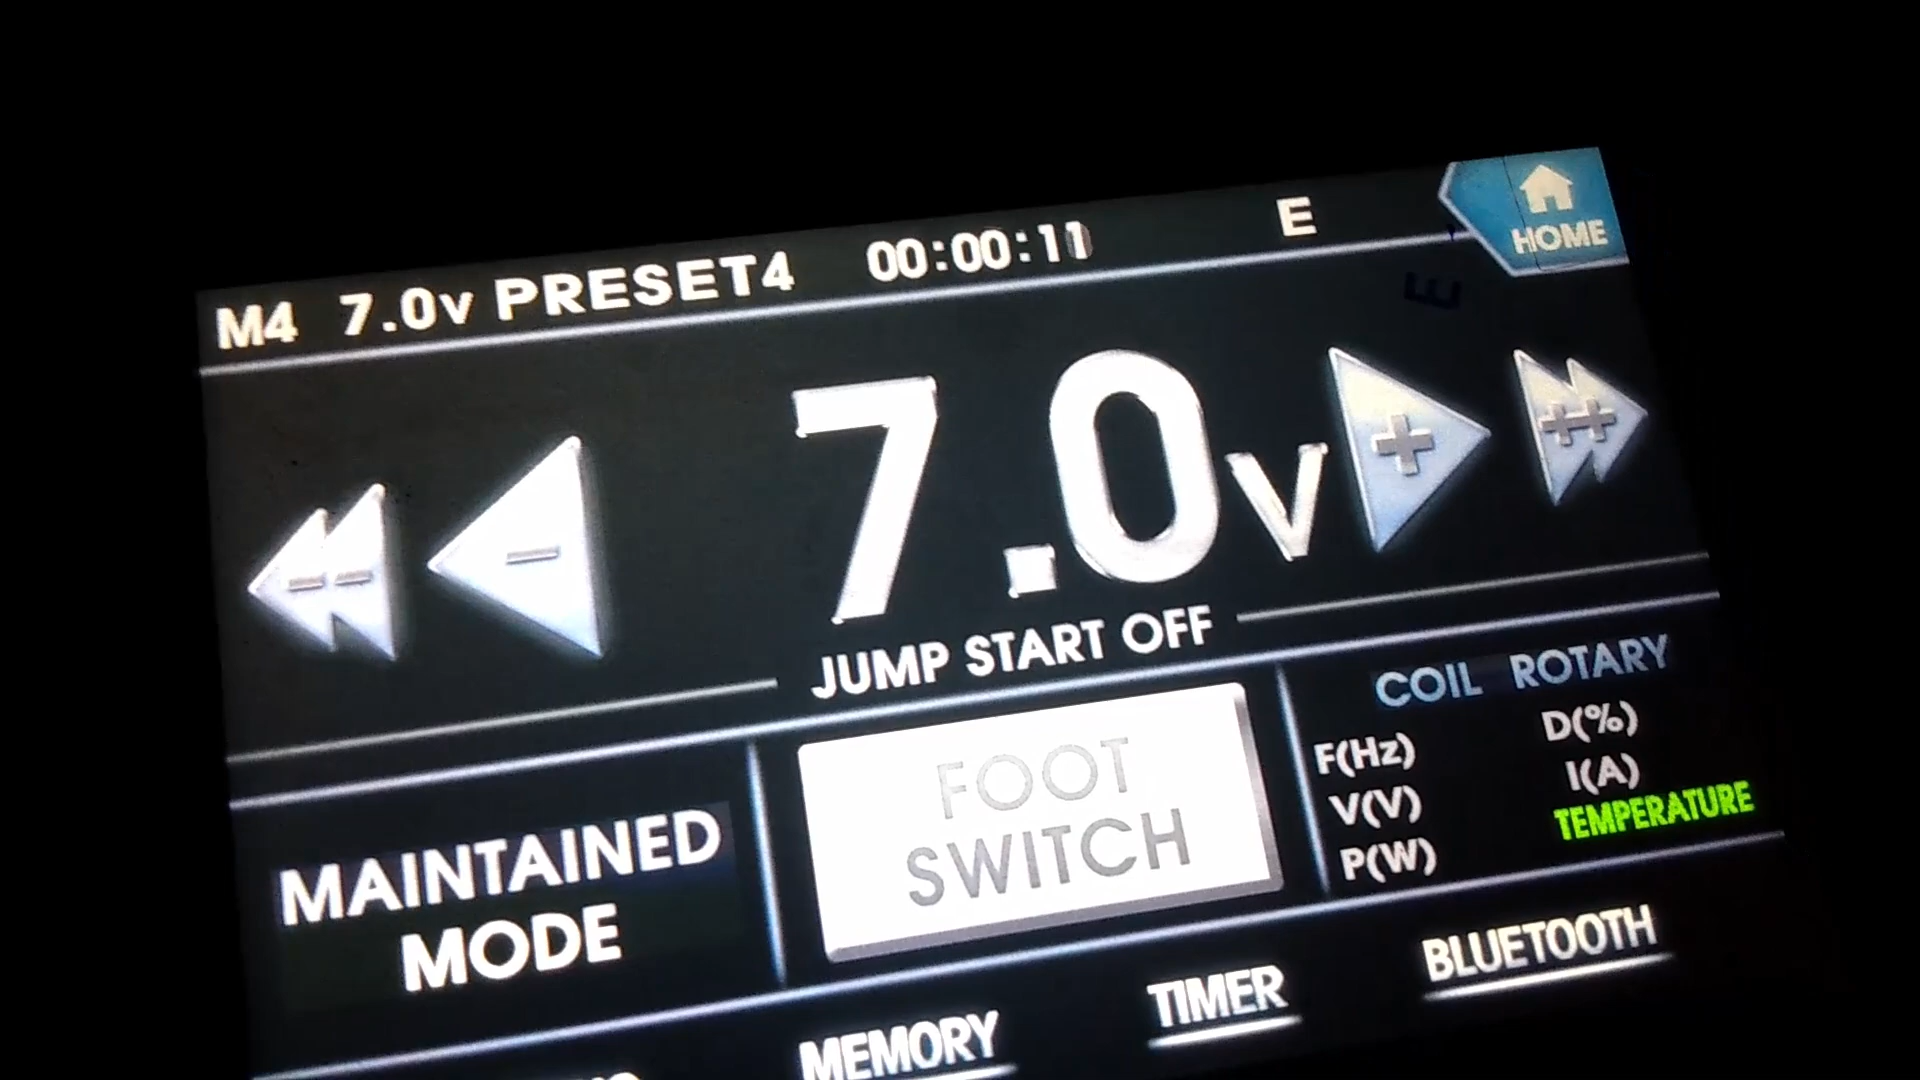 M4 7.0v PRESET4 00:00:11 E
HOME
-- - 7.0v + ++
JUMP START OFF
MAINTAINED
MODE
FOOT
SWITCH
COIL ROTARY
F(Hz) D(%)
V(V) I(A)
P(W) TEMPERATURE
MEMORY TIMER BLUETOOTH